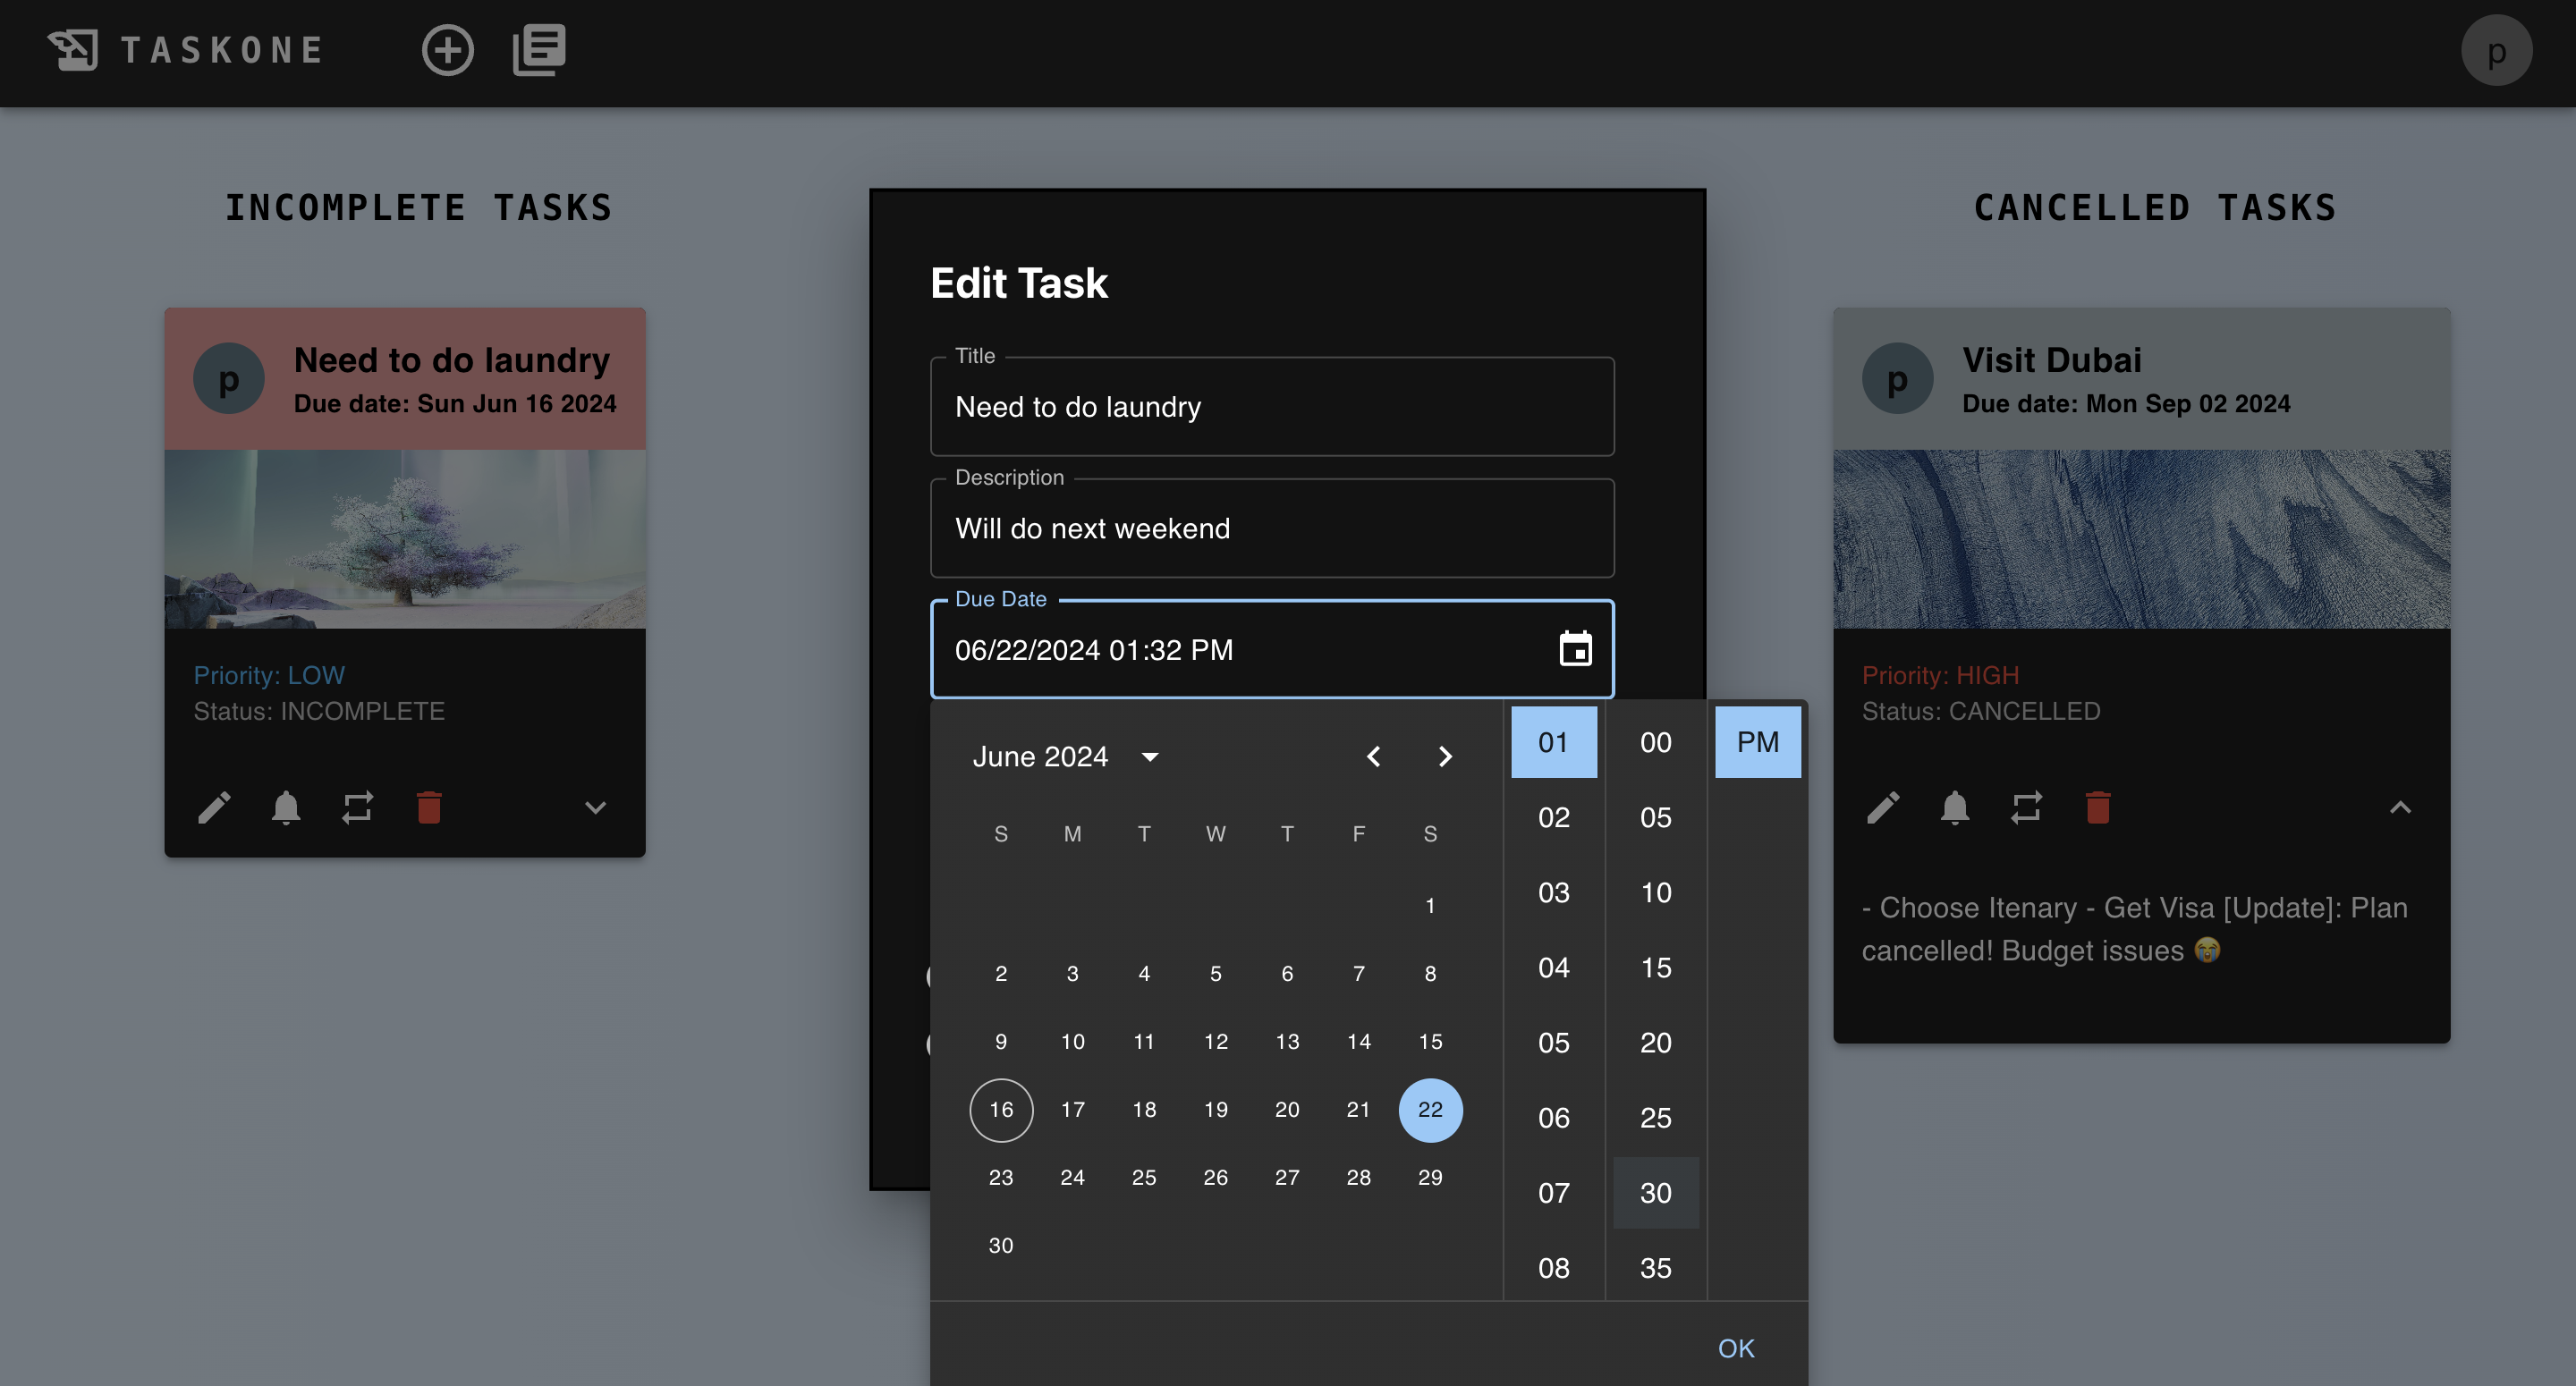 TASKONE
p
INCOMPLETE TASKS
CANCELLED TASKS
p
Need to do laundry
Due date: Sun Jun 16 2024
Priority: LOW
Status: INCOMPLETE
Edit Task
Title
Need to do laundry
Description
Will do next weekend
Due Date
06/22/2024 01:32 PM
June 2024
S M T W T F S
1
2 3 4 5 6 7 8
9 10 11 12 13 14 15
16 17 18 19 20 21 22
23 24 25 26 27 28 29
30
01 00 PM
02 05
03 10
04 15
05 20
06 25
07 30
08 35
OK
p
Visit Dubai
Due date: Mon Sep 02 2024
Priority: HIGH
Status: CANCELLED
- Choose Itenary - Get Visa [Update]: Plan
cancelled! Budget issues 😭